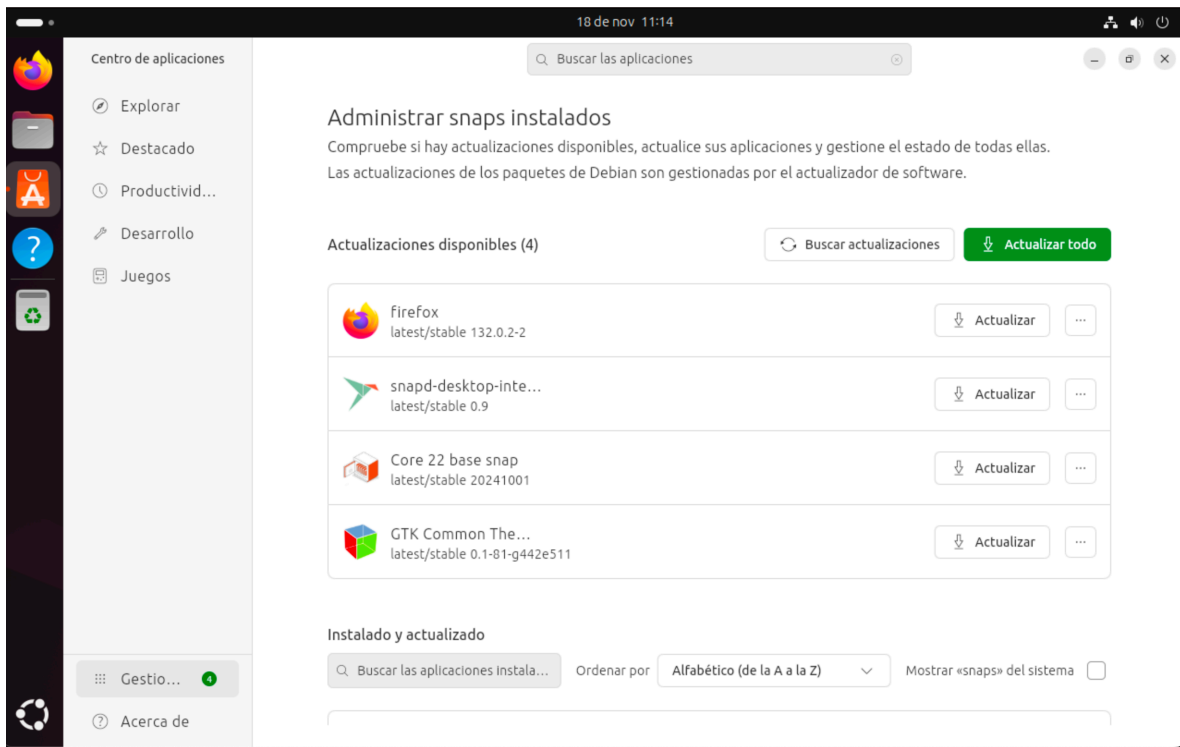 18 de nov 11:14
Centro de aplicaciones
Buscar las aplicaciones
Explorar
Destacado
Productivid...
Desarrollo
Juegos
Gestio... 4
Acerca de
Administrar snaps instalados
Compruebe si hay actualizaciones disponibles, actualice sus aplicaciones y gestione el estado de todas ellas.
Las actualizaciones de los paquetes de Debian son gestionadas por el actualizador de software.
Actualizaciones disponibles (4) Buscar actualizaciones Actualizar todo
firefox
latest/stable 132.0.2-2
Actualizar
snapd-desktop-inte...
latest/stable 0.9
Actualizar
Core 22 base snap
latest/stable 20241001
Actualizar
GTK Common The...
latest/stable 0.1-81-g442e511
Actualizar
Instalado y actualizado
Buscar las aplicaciones instala... Ordenar por Alfabético (de la A a la Z) Mostrar «snaps» del sistema